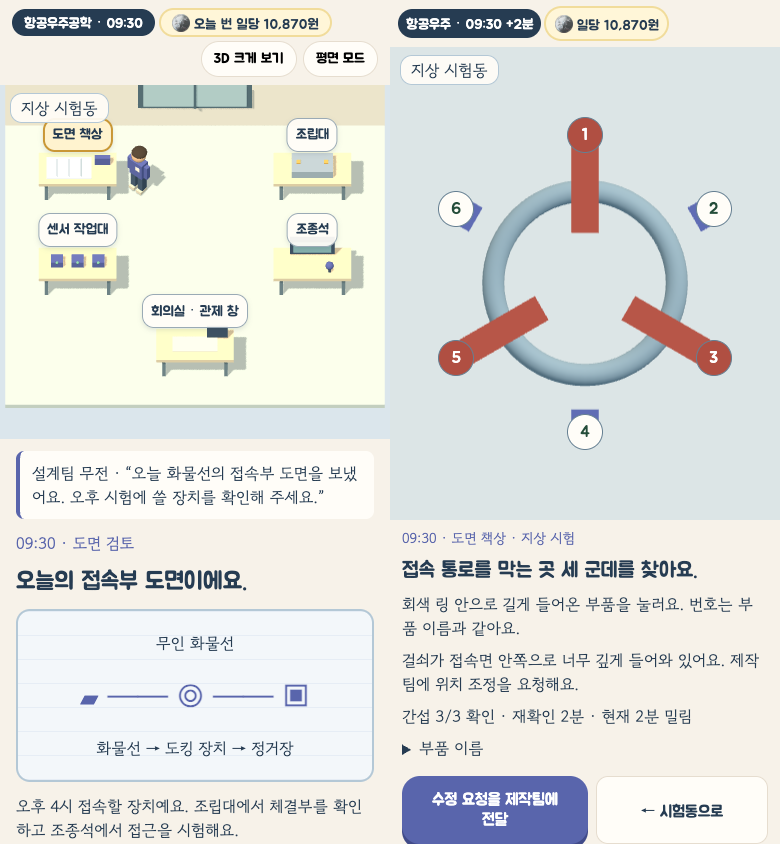 항공우주공학 · 09:30
오늘 번 일당 10,870원
3D 크게 보기
평면 모드
지상 시험동
도면 책상
조립대
센서 작업대
조종석
회의실 · 관제 창
설계팀 무전 · “오늘 화물선의 접속부 도면을 보냈
어요. 오후 시험에 쓸 장치를 확인해 주세요.”
09:30 · 도면 검토
오늘의 접속부 도면이에요.
무인 화물선
화물선 → 도킹 장치 → 정거장
오후 4시 접속할 장치예요. 조립대에서 체결부를 확인
하고 조종석에서 접근을 시험해요.
항공우주 · 09:30 +2분
일당 10,870원
지상 시험동
1
6
2
5
3
4
09:30 · 도면 책상 · 지상 시험
접속 통로를 막는 곳 세 군데를 찾아요.
회색 링 안으로 길게 들어온 부품을 눌러요. 번호는 부
품 이름과 같아요.
걸쇠가 접속면 안쪽으로 너무 깊게 들어와 있어요. 제작
팀에 위치 조정을 요청해요.
간섭 3/3 확인 · 재확인 2분 · 현재 2분 밀림
▶ 부품 이름
수정 요청을 제작팀에
전달
← 시험동으로